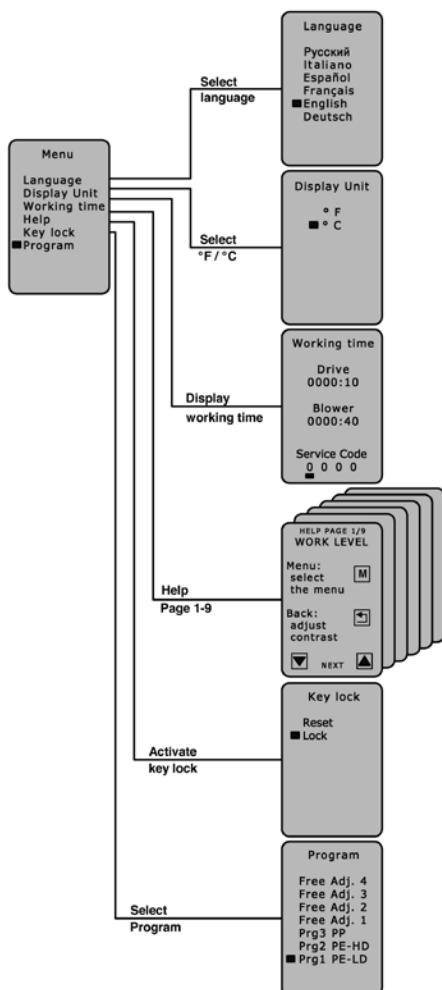 Menu
Language
Display Unit
Working time
Help
Key lock
Program
Select
language
Language
Русский
Italiano
Español
Français
English
Deutsch
Select
°F / °C
Display Unit
° F
° C
Display
working time
Working time
Drive
0000:10
Blower
0000:40
Service Code
0 0 0 0
Help
Page 1-9
HELP PAGE 1/9
WORK LEVEL
Menu: M
select
the menu
Back:
adjust
contrast
NEXT
Activate
key lock
Key lock
Reset
Lock
Select
Program
Program
Free Adj. 4
Free Adj. 3
Free Adj. 2
Free Adj. 1
Prg3 PP
Prg2 PE-HD
Prg1 PE-LD